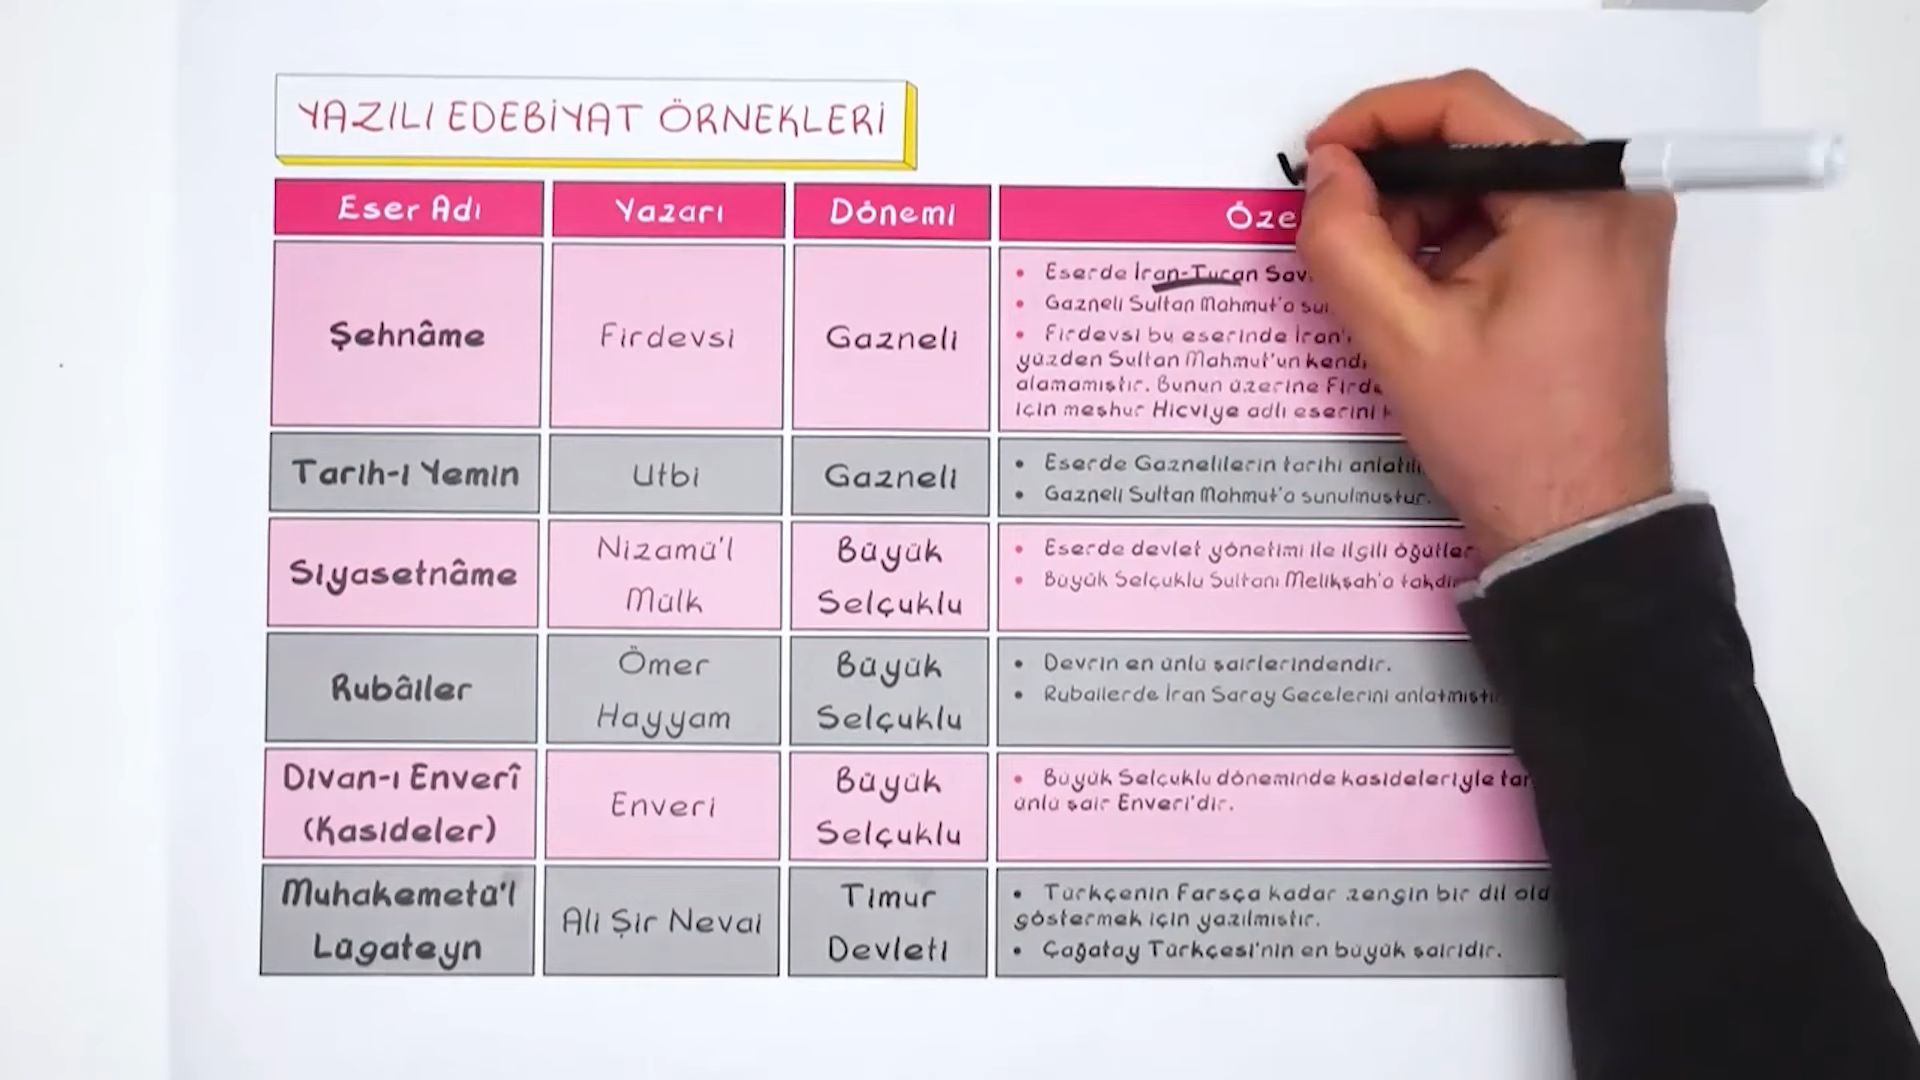 YAZILI EDEBİYAT ÖRNEKLERİ
Eser Adı Yazarı Dönemi
Şehnâme Firdevsi Gazneli
• Eserde İran-Turan
• Gazneli Sultan Mahmut'a
• Firdevsi bu eserinde
yüzden Sultan Mahmut'un
alamamıştır. Bunun üzerine
için meşhur Hicviye adlı eserini
Tarih-i Yemin Utbi Gazneli
• Eserde Gaznelilerin tarihi
• Gazneli Sultan Mahmut'a sunulmuştur.
Siyasetnâme
Nizamü'l
Mülk
Büyük
Selçuklu
• Eserde devlet yönetimi ile ilgili öğütler
• Büyük Selçuklu Sultanı Melikşah'a
Rubâiler
Ömer
Hayyam
Büyük
Selçuklu
• Devrin en ünlü şairlerindendir.
• Rubailerde İran Saray Gecelerini
Divan-ı Enverî
(Kasideler)
Enveri
Büyük
Selçuklu
• Büyük Selçuklu döneminde kasideleriyle
ünlü şair Enveri'dir.
Muhakemetü'l
Lügateyn
Ali Şir Nevai
Timur
Devleti
• Türkçenin Farsça kadar zengin bir dil
göstermek için yazılmıştır.
• Çağatay Türkçesi'nin en büyük şairidir.